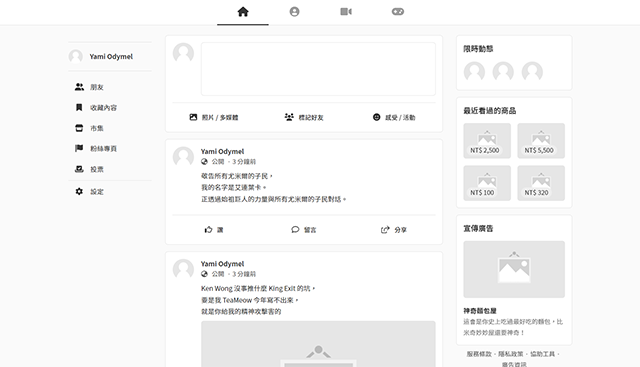 Yami Odymel
朋友
收藏內容
市集
粉絲專頁
投票
設定
照片 / 多媒體
標記好友
感受 / 活動
Yami Odymel
公開 · 3 分鐘前
敬告所有尤米爾的子民，
我的名字是艾連葉卡。
正透過始祖巨人的力量與所有尤米爾的子民對話。
讚
留言
分享
Yami Odymel
公開 · 3 分鐘前
Ken Wong 沒事推什麼 King Exit 的坑，
要是我 TeaMeow 今年寫不出來，
就是你給我的精神攻擊害的
限時動態
最近看過的商品
NT$ 2,500
NT$ 5,500
NT$ 100
NT$ 320
宣傳廣告
神奇麵包屋
這會是你史上吃過最好吃的麵包，比
米奇妙妙屋還要神奇！
服務條款 · 隱私政策 · 協助工具 ·
廣告資訊